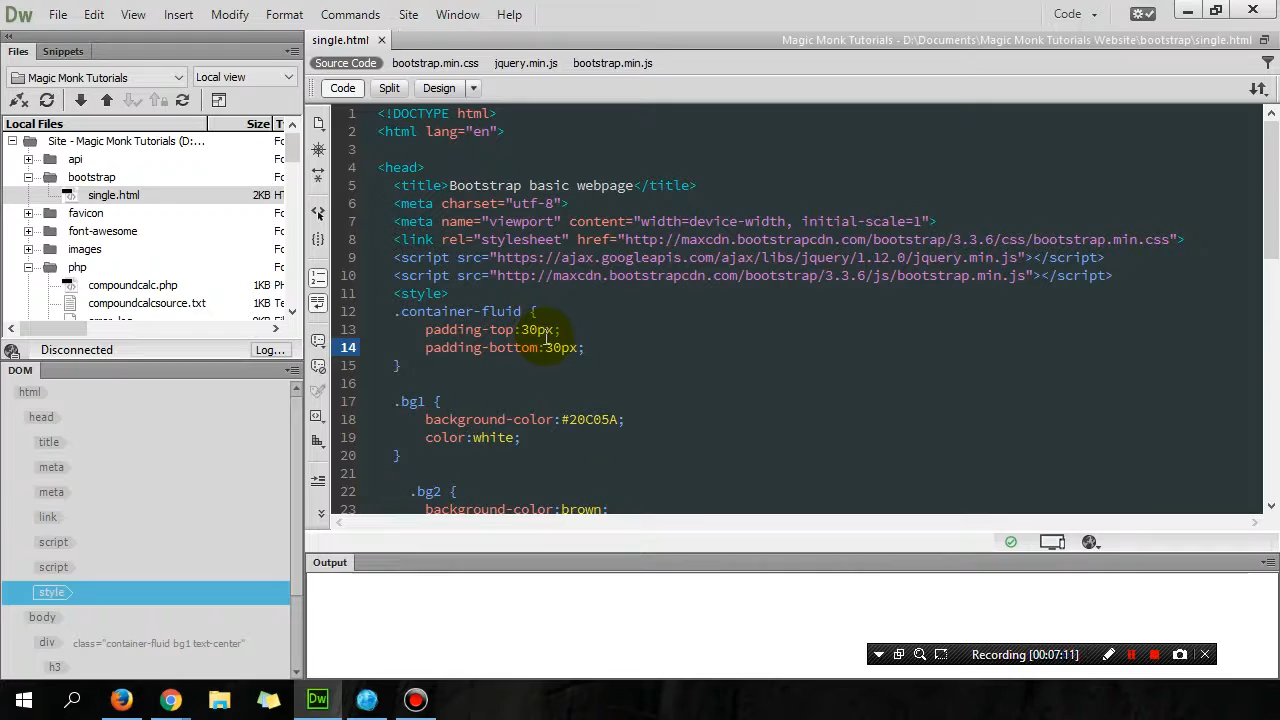 Dw File Edit View Insert Modify Format Commands Site Window Help Code
Files Snippets
single.html
Magic Monk Tutorials - D:\Documents\Magic Monk Tutorials Website\bootstrap\single.html
Source Code bootstrap.min.css jquery.min.js bootstrap.min.js
Magic Monk Tutorials Local view
Code Split Design
Local Files Size
Site - Magic Monk Tutorials (D:...
api
bootstrap
single.html 2KB
favicon
font-awesome
images
php
compoundcalc.php 1KB
compoundcalcsource.txt 1KB
Disconnected Log...
DOM
html
head
title
meta
meta
link
script
script
style
body
div class="container-fluid bg1 text-center"
h3
1 <!DOCTYPE html>
2 <html lang="en">
3
4 <head>
5 <title>Bootstrap basic webpage</title>
6 <meta charset="utf-8">
7 <meta name="viewport" content="width=device-width, initial-scale=1">
8 <link rel="stylesheet" href="http://maxcdn.bootstrapcdn.com/bootstrap/3.3.6/css/bootstrap.min.css">
9 <script src="https://ajax.googleapis.com/ajax/libs/jquery/1.12.0/jquery.min.js"></script>
10 <script src="http://maxcdn.bootstrapcdn.com/bootstrap/3.3.6/js/bootstrap.min.js"></script>
11 <style>
12 .container-fluid {
13 padding-top:30px;
14 padding-bottom:30px;
15 }
16
17 .bg1 {
18 background-color:#20C05A;
19 color:white;
20 }
21
22 .bg2 {
23 background-color:brown;
Output
Recording [00:07:11]
Dw